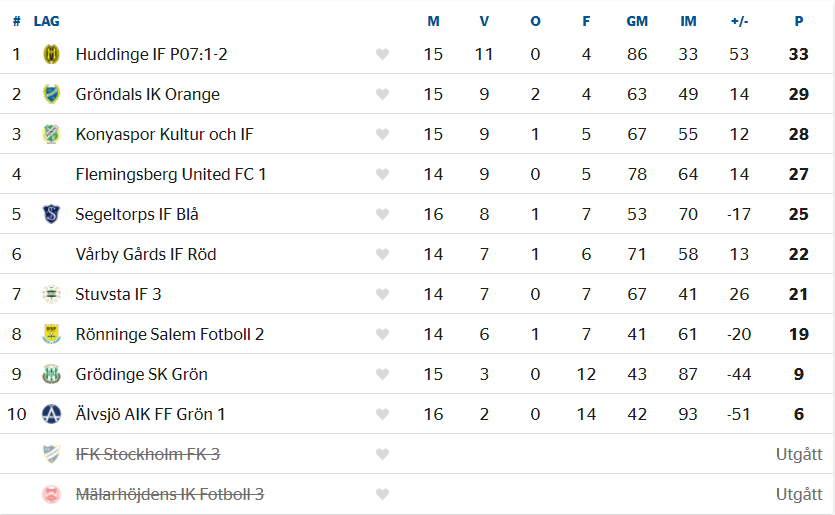 # LAG M V O F GM IM +/- P
1 Huddinge IF P07:1-2 15 11 0 4 86 33 53 33
2 Gröndals IK Orange 15 9 2 4 63 49 14 29
3 Konyaspor Kultur och IF 15 9 1 5 67 55 12 28
4 Flemingsberg United FC 1 14 9 0 5 78 64 14 27
5 Segeltorps IF Blå 16 8 1 7 53 70 -17 25
6 Vårby Gårds IF Röd 14 7 1 6 71 58 13 22
7 Stuvsta IF 3 14 7 0 7 67 41 26 21
8 Rönninge Salem Fotboll 2 14 6 1 7 41 61 -20 19
9 Grödinge SK Grön 15 3 0 12 43 87 -44 9
10 Älvsjö AIK FF Grön 1 16 2 0 14 42 93 -51 6
IFK Stockholm FK 3 Utgått
Mälarhöjdens IK Fotboll 3 Utgått